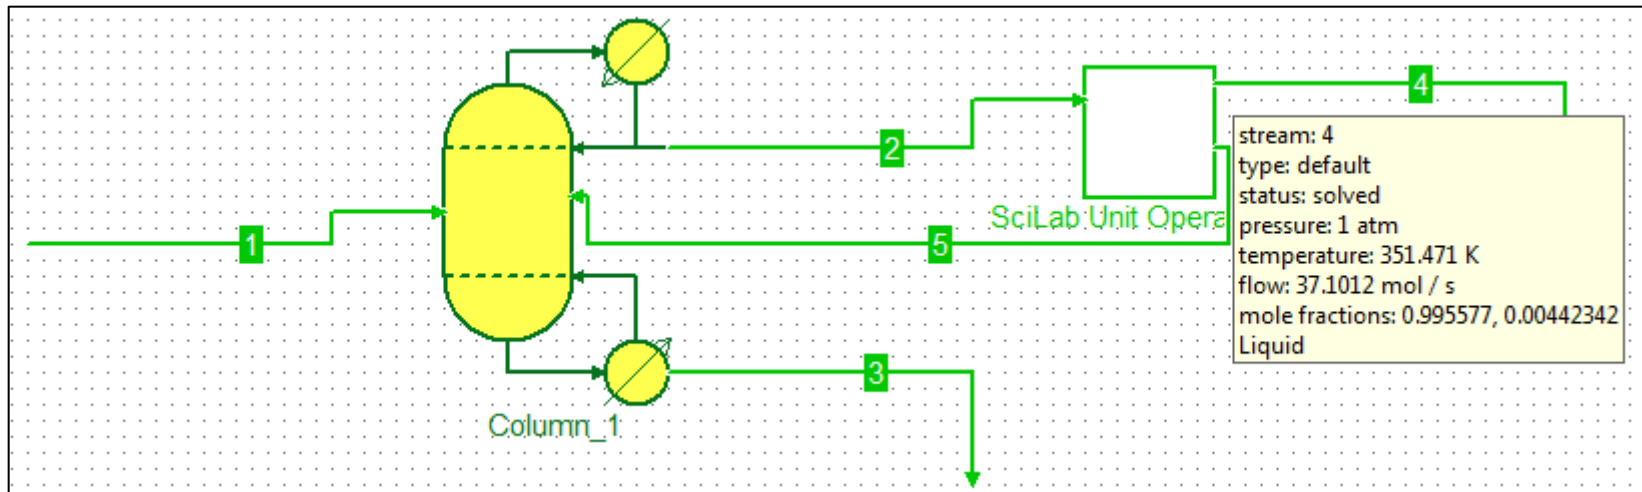 4
2
stream: 4
type: default
status: solved
pressure: 1 atm
temperature: 351.471 K
flow: 37.1012 mol / s
mole fractions: 0.995577, 0.00442342
Liquid
SciLab Unit Opera
1
5
3
Column_1